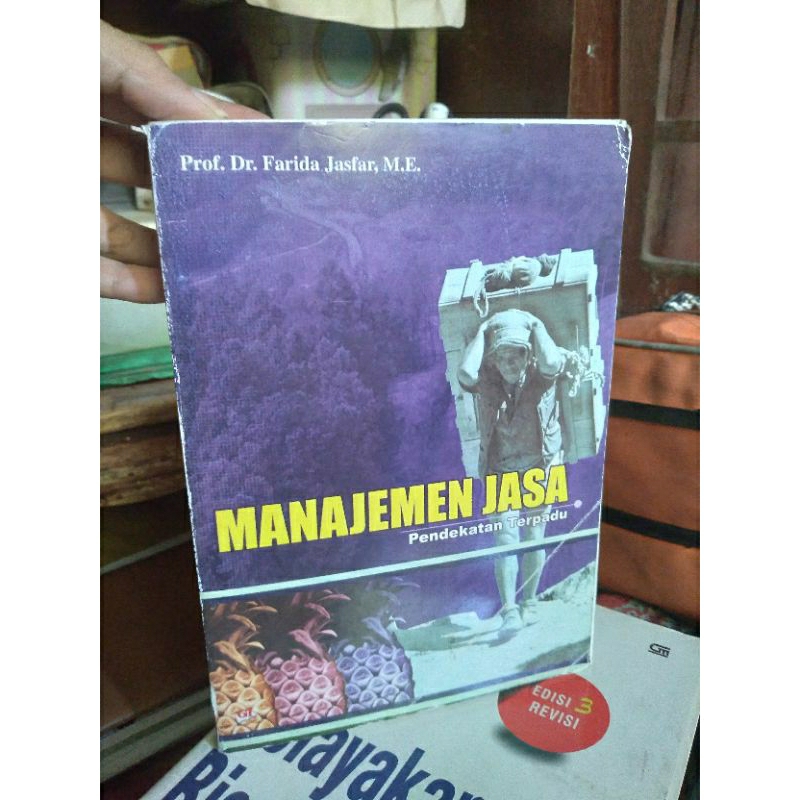 Prof. Dr. Farida Jasfar, M.E.
MANAJEMEN JASA
Pendekatan Terpadu
EDISI 3
REVISI